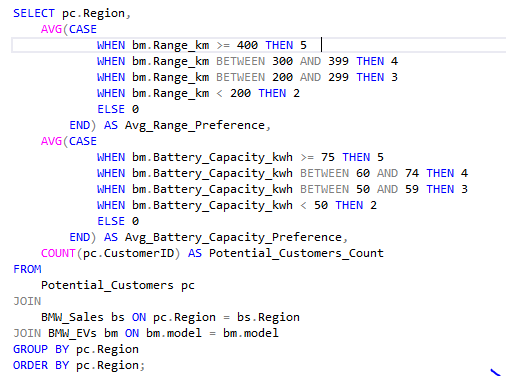 SELECT pc.Region,
AVG(CASE
WHEN bm.Range_km >= 400 THEN 5
WHEN bm.Range_km BETWEEN 300 AND 399 THEN 4
WHEN bm.Range_km BETWEEN 200 AND 299 THEN 3
WHEN bm.Range_km < 200 THEN 2
ELSE 0
END) AS Avg_Range_Preference,
AVG(CASE
WHEN bm.Battery_Capacity_kwh >= 75 THEN 5
WHEN bm.Battery_Capacity_kwh BETWEEN 60 AND 74 THEN 4
WHEN bm.Battery_Capacity_kwh BETWEEN 50 AND 59 THEN 3
WHEN bm.Battery_Capacity_kwh < 50 THEN 2
ELSE 0
END) AS Avg_Battery_Capacity_Preference,
COUNT(pc.CustomerID) AS Potential_Customers_Count
FROM
Potential_Customers pc
JOIN
BMW_Sales bs ON pc.Region = bs.Region
JOIN BMW_EVs bm ON bm.model = bm.model
GROUP BY pc.Region
ORDER BY pc.Region;